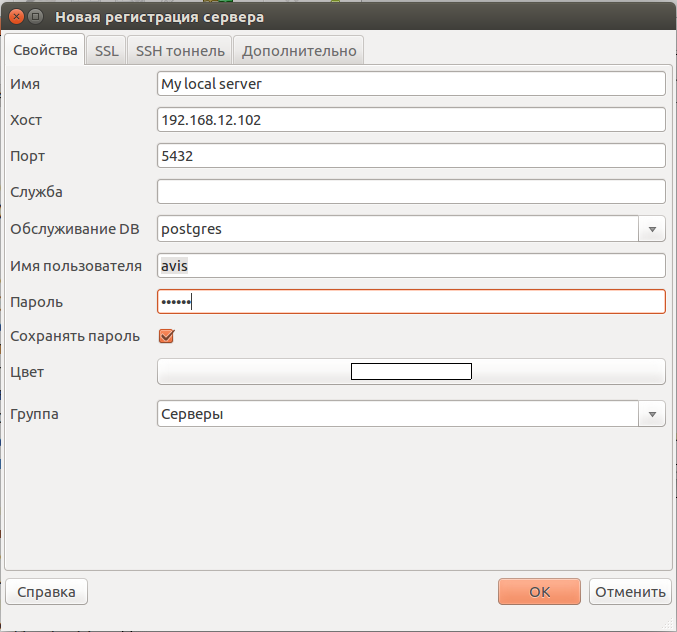 Новая регистрация сервера
Свойства SSL SSH тоннель Дополнительно
Имя My local server
Хост 192.168.12.102
Порт 5432
Служба
Обслуживание DB postgres
Имя пользователя avis
Пароль ••••••
Сохранять пароль
Цвет
Группа Серверы
Справка OK Отменить